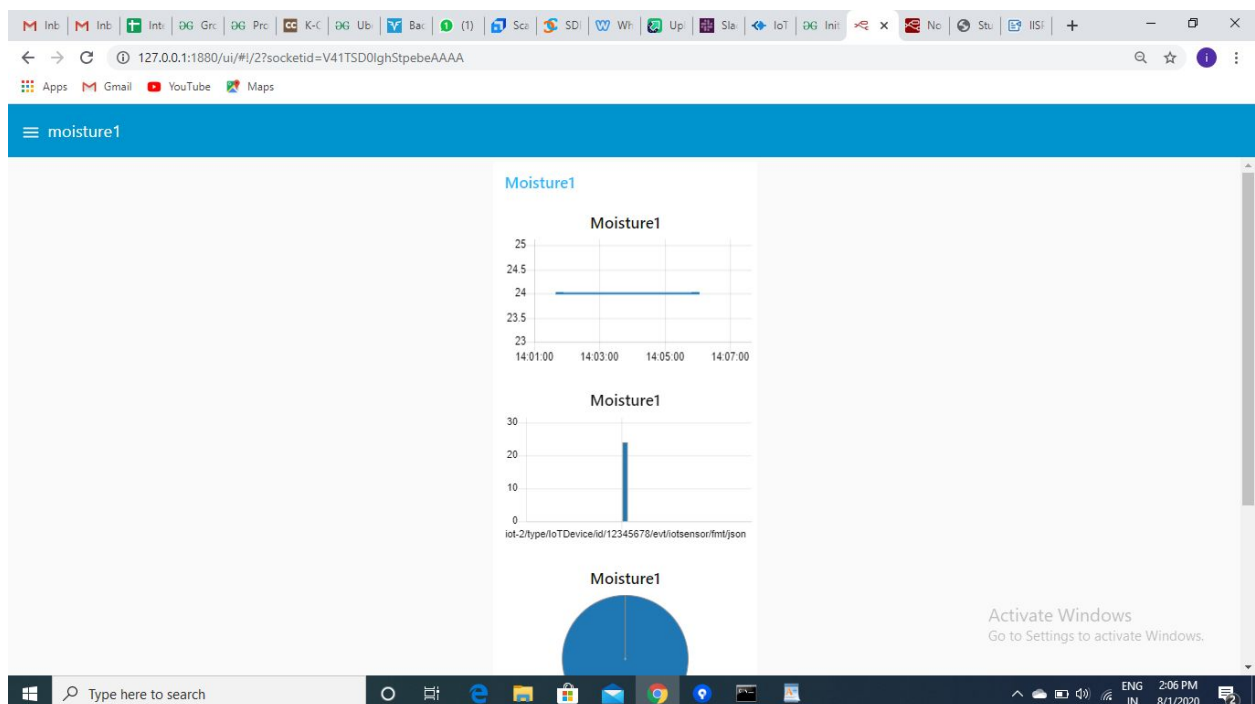 Inb Inb Inte Gro Pro K-C Ub Bac (1) Sca SDI Wh Up Sla IoT Init x No Stu IISF +
127.0.0.1:1880/ui/#!/2?socketid=V41TSD0IghStpebeAAAA
Apps Gmail YouTube Maps
moisture1
Moisture1
Moisture1
25
24.5
24
23.5
23
14:01:00 14:03:00 14:05:00 14:07:00
Moisture1
30
20
10
0
iot-2/type/IoTDevice/id/12345678/evt/iotsensor/fmt/json
Moisture1
Activate Windows
Go to Settings to activate Windows.
Type here to search
ENG 2:06 PM
IN 8/1/2020